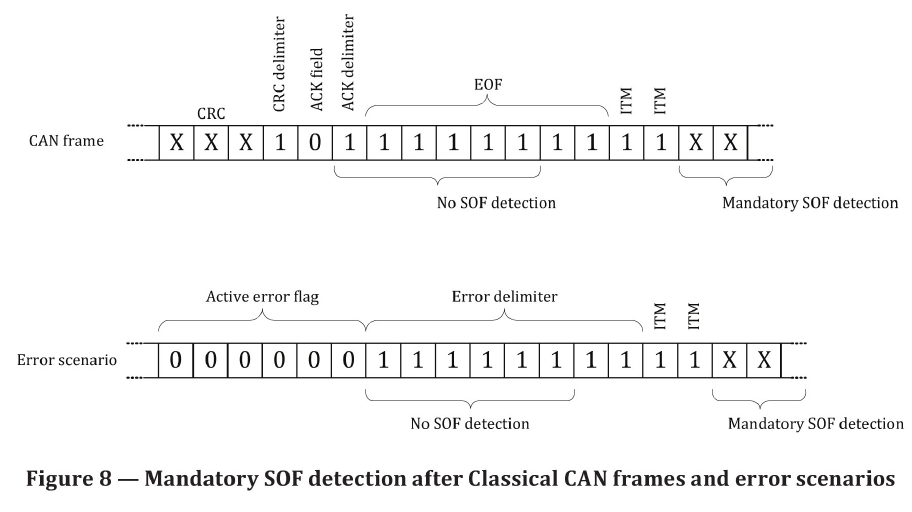 CRC delimiter
ACK field
ACK delimiter
EOF
ITM
ITM
CRC
CAN frame
X X X 1 0 1 1 1 1 1 1 1 1 1 1 X X
No SOF detection
Mandatory SOF detection
Active error flag
Error delimiter
ITM
ITM
Error scenario
0 0 0 0 0 0 1 1 1 1 1 1 1 1 1 1 X X
No SOF detection
Mandatory SOF detection
Figure 8 — Mandatory SOF detection after Classical CAN frames and error scenarios